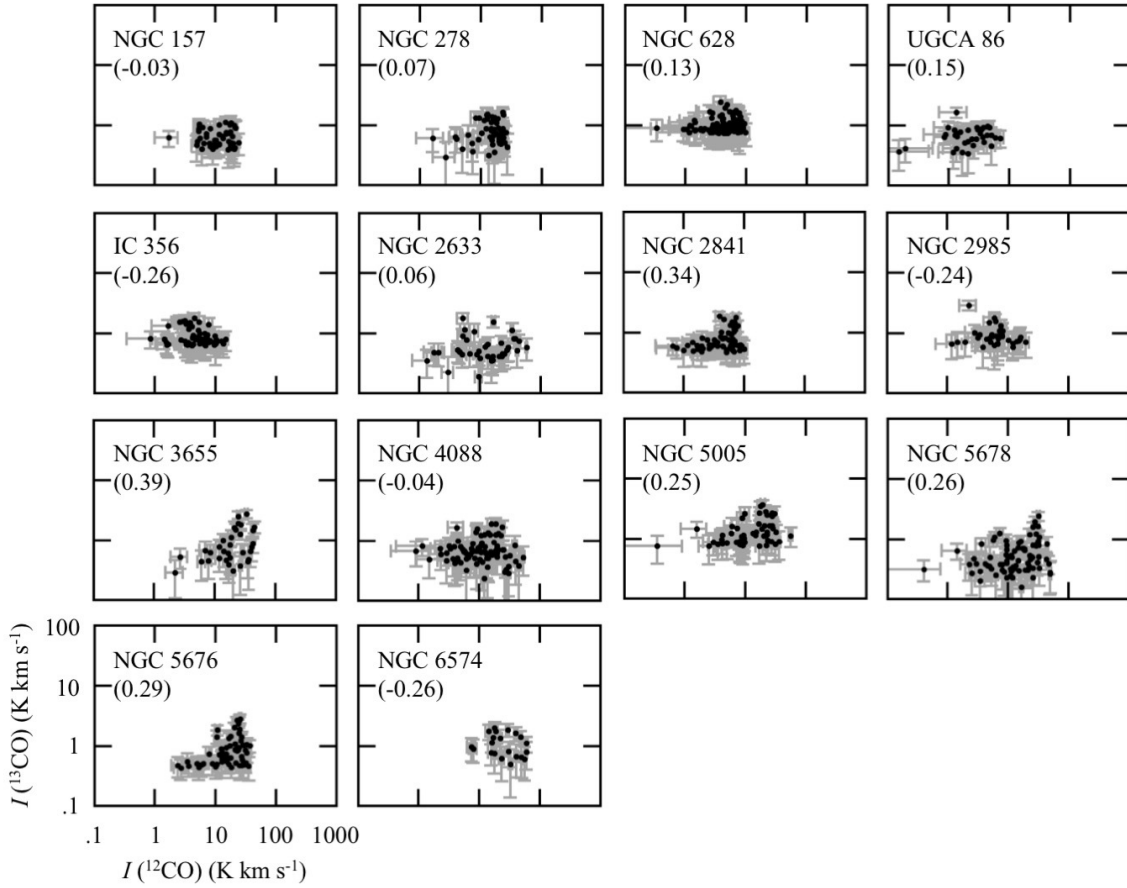 NGC 157
(-0.03)
NGC 278
(0.07)
NGC 628
(0.13)
UGCA 86
(0.15)
IC 356
(-0.26)
NGC 2633
(0.06)
NGC 2841
(0.34)
NGC 2985
(-0.24)
NGC 3655
(0.39)
NGC 4088
(-0.04)
NGC 5005
(0.25)
NGC 5678
(0.26)
NGC 5676
(0.29)
NGC 6574
(-0.26)
100
10
1
.1
I (¹³CO) (K km s⁻¹)
.1 1 10 100 1000
I (¹²CO) (K km s⁻¹)